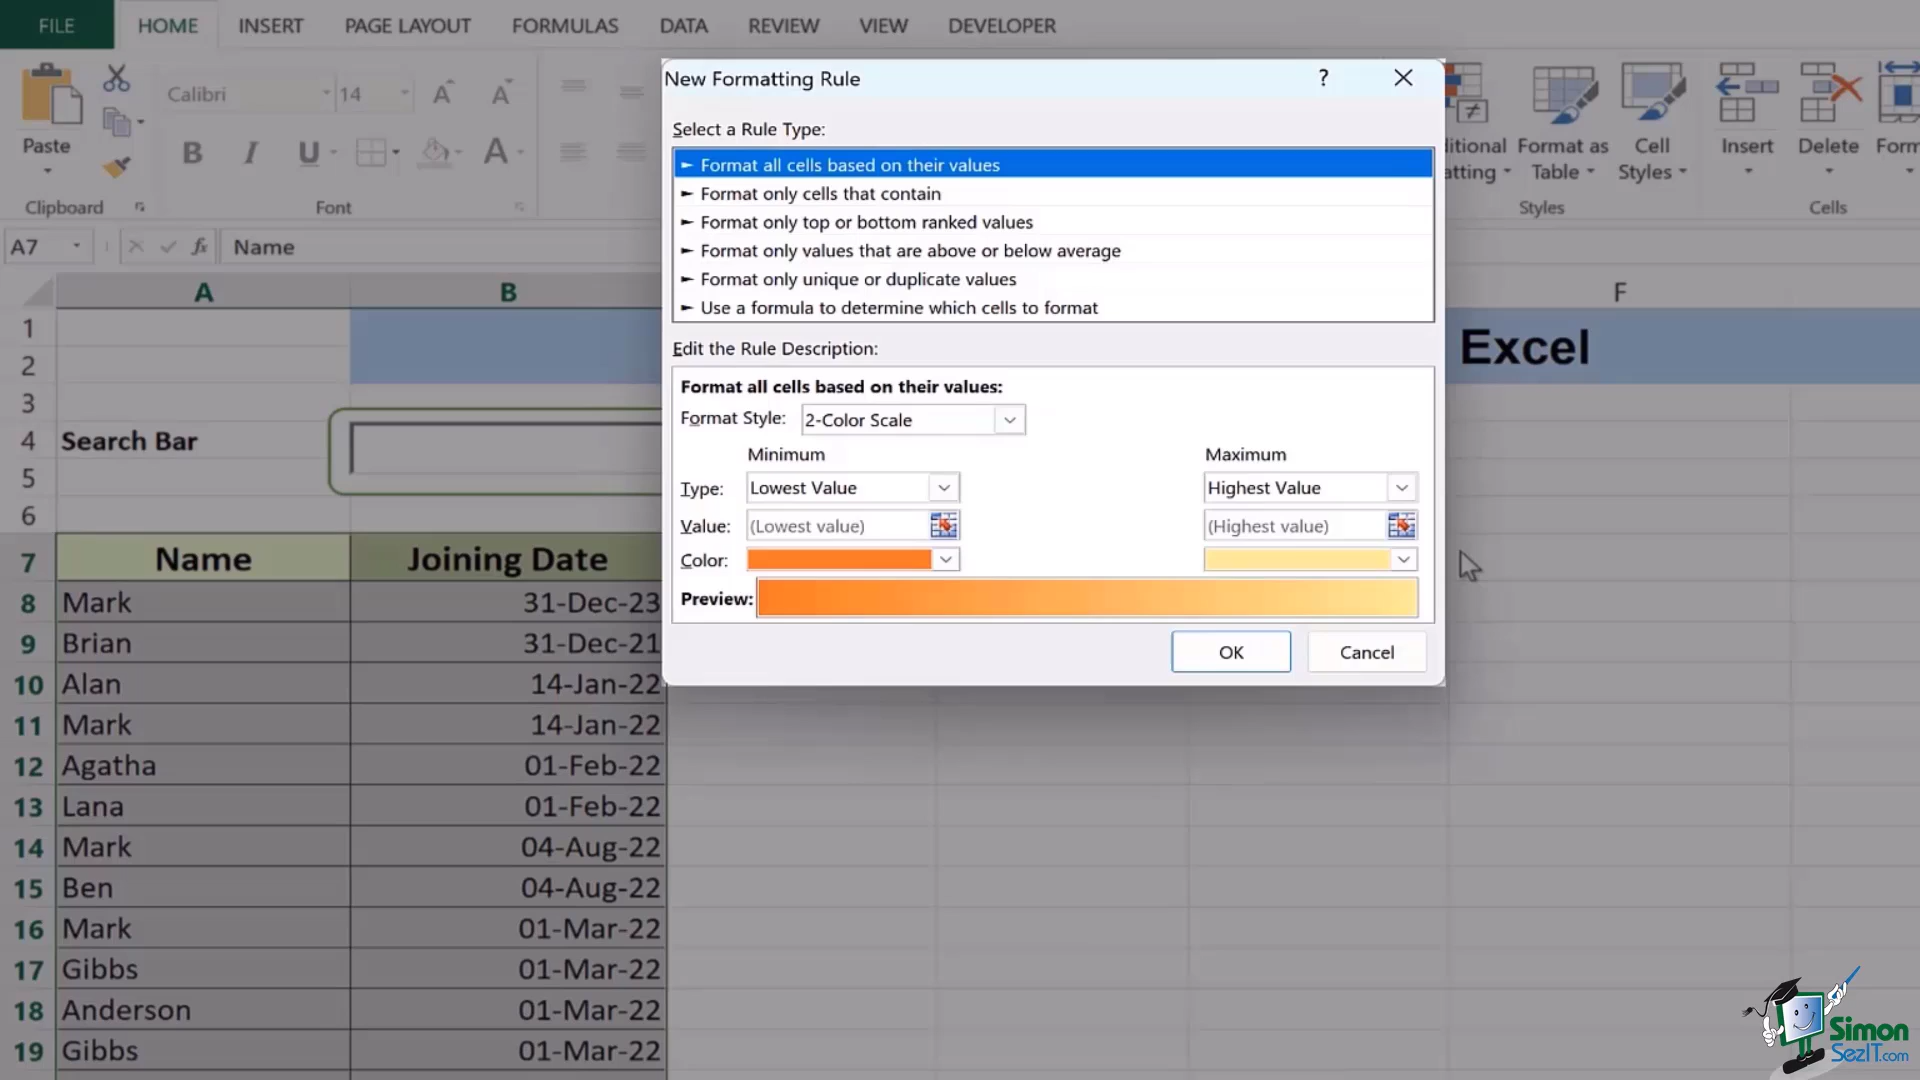 FILE HOME INSERT PAGE LAYOUT FORMULAS DATA REVIEW VIEW DEVELOPER
New Formatting Rule ?
Select a Rule Type:
Format all cells based on their values
Format only cells that contain
Format only top or bottom ranked values
Format only values that are above or below average
Format only unique or duplicate values
Use a formula to determine which cells to format
Edit the Rule Description:
Format all cells based on their values:
Format Style: 2-Color Scale
Minimum Maximum
Type: Lowest Value Highest Value
Value: (Lowest value) (Highest value)
Color:
Preview:
OK Cancel
Calibri 14
Paste
B I U A
Clipboard Font
ditional Format as Cell Insert Delete Form
atting Table Styles
Styles Cells
A7 fx Name
A B F
1
2 Excel
3
4 Search Bar
5
6
7 Name Joining Date
8 Mark 31-Dec-23
9 Brian 31-Dec-21
10 Alan 14-Jan-22
11 Mark 14-Jan-22
12 Agatha 01-Feb-22
13 Lana 01-Feb-22
14 Mark 04-Aug-22
15 Ben 04-Aug-22
16 Mark 01-Mar-22
17 Gibbs 01-Mar-22
18 Anderson 01-Mar-22
19 Gibbs 01-Mar-22
Simon
SezIT.com